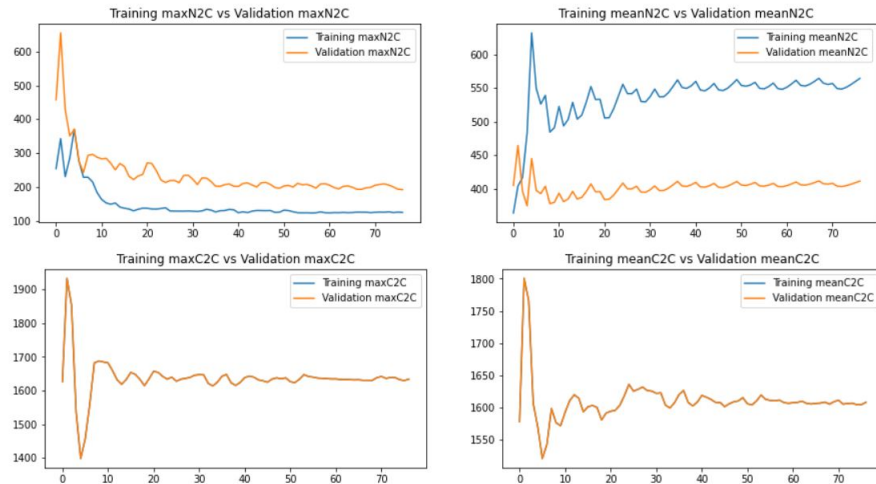 Training maxN2C vs Validation maxN2C
Training maxN2C
Validation maxN2C
600
500
400
300
200
100
0 10 20 30 40 50 60 70
Training meanN2C vs Validation meanN2C
Training meanN2C
Validation meanN2C
600
550
500
450
400
0 10 20 30 40 50 60 70
Training maxC2C vs Validation maxC2C
Training maxC2C
Validation maxC2C
1900
1800
1700
1600
1500
1400
0 10 20 30 40 50 60 70
Training meanC2C vs Validation meanC2C
Training meanC2C
Validation meanC2C
1800
1750
1700
1650
1600
1550
0 10 20 30 40 50 60 70